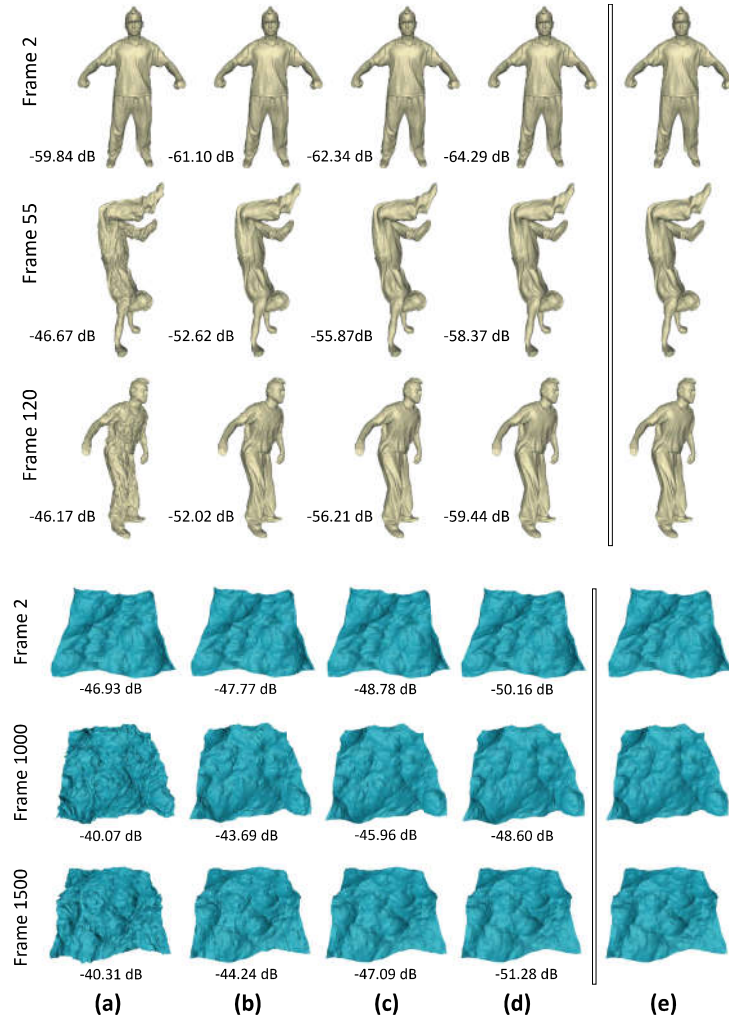 Frame 2
-59.84 dB -61.10 dB -62.34 dB -64.29 dB
Frame 55
-46.67 dB -52.62 dB -55.87dB -58.37 dB
Frame 120
-46.17 dB -52.02 dB -56.21 dB -59.44 dB
Frame 2
-46.93 dB -47.77 dB -48.78 dB -50.16 dB
Frame 1000
-40.07 dB -43.69 dB -45.96 dB -48.60 dB
Frame 1500
-40.31 dB -44.24 dB -47.09 dB -51.28 dB
(a) (b) (c) (d) (e)